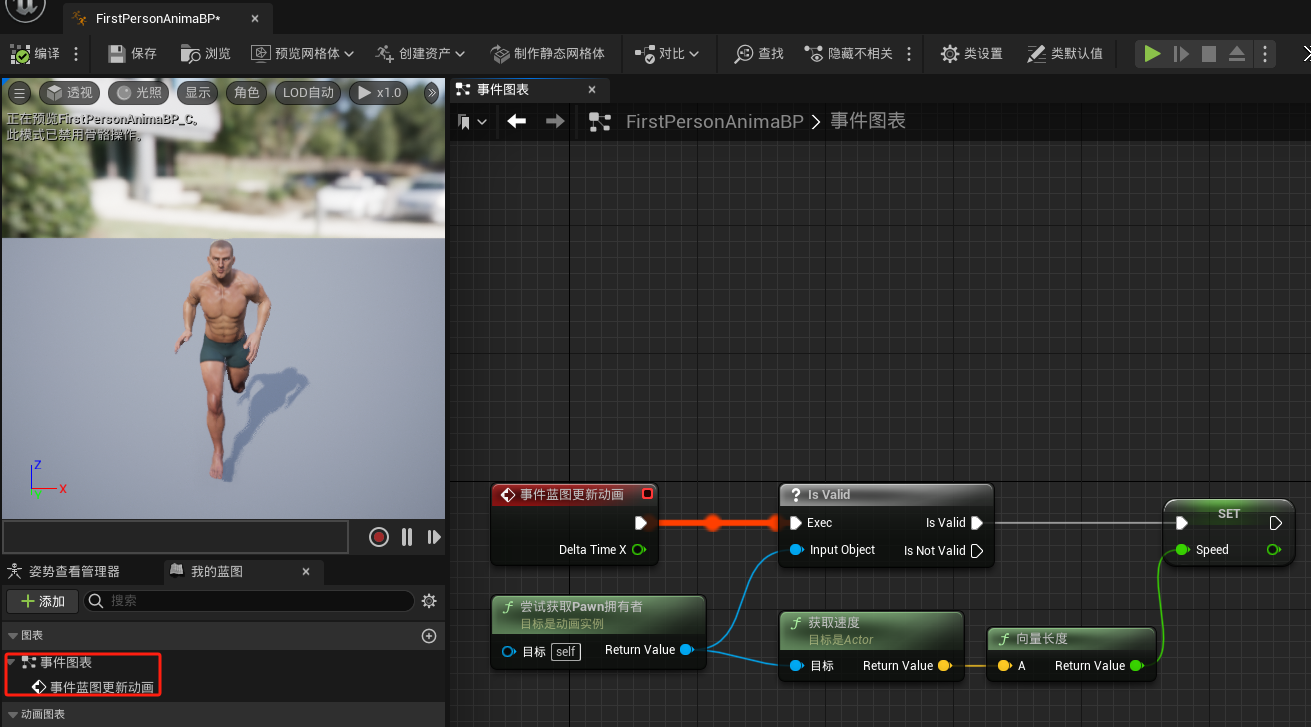 FirstPersonAnimaBP*
编译
保存
浏览
预览网格体
创建资产
制作静态网格体
对比
查找
隐藏不相关
类设置
类默认值
透视
光照
显示
角色
LOD自动
x1.0
正在预览FirstPersonAnimaBP_C。
此模式已禁用骨骼操作。
Z
X
Y
事件图表
FirstPersonAnimaBP > 事件图表
姿势查看管理器
我的蓝图
添加
搜索
图表
事件图表
事件蓝图更新动画
动画图表
事件蓝图更新动画
Delta Time X
Is Valid
Exec
Is Valid
Input Object
Is Not Valid
SET
Speed
尝试获取Pawn拥有者
目标是动画实例
目标 self
Return Value
获取速度
目标是Actor
目标
Return Value
向量长度
A
Return Value